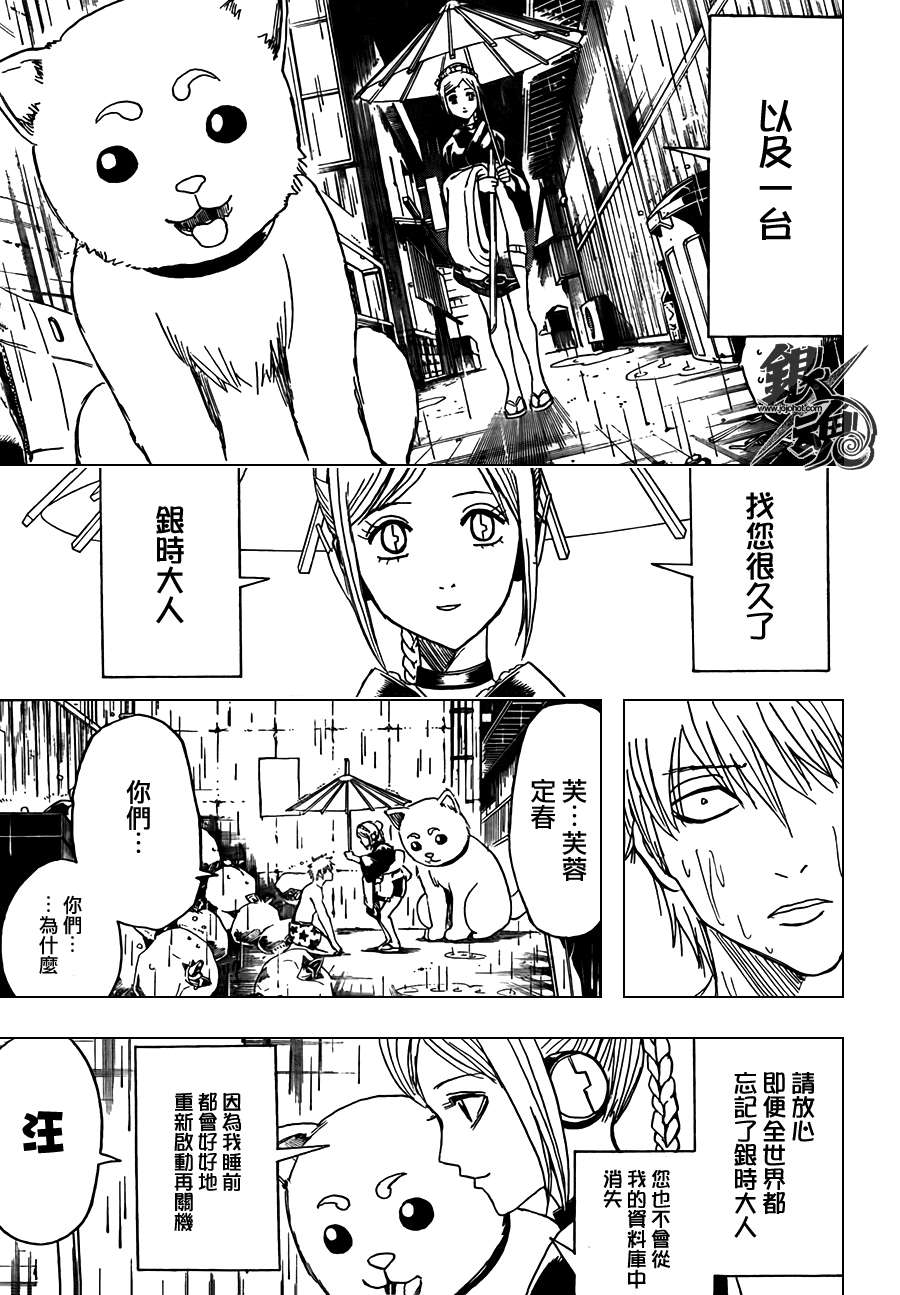 以及一台
銀魂
www.jojohot.com
找您很久了
銀時大人
芙…芙蓉
定春
你們…
你們…
…為什麼
請放心
即便全世界都
忘記了銀時大人
您也不會從
我的資料庫中
消失
因為我睡前
都會好好地
重新啟動再關機
汪